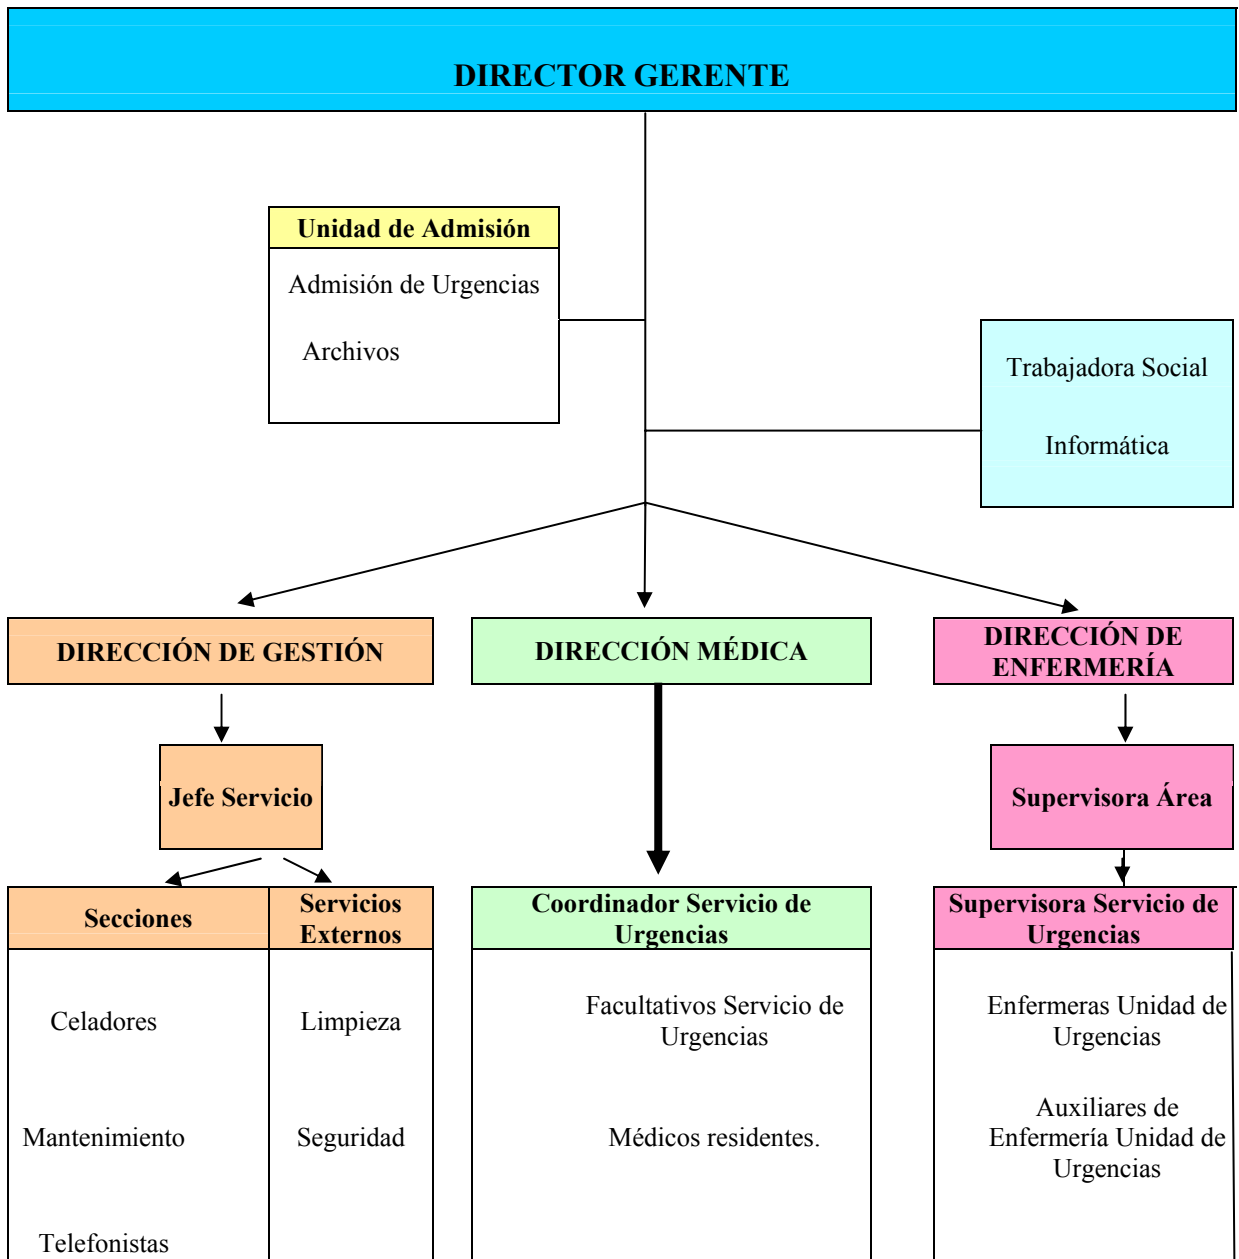 DIRECTOR GERENTE
Unidad de Admisión
Admisión de Urgencias
Archivos
Trabajadora Social
Informática
DIRECCIÓN DE GESTIÓN
DIRECCIÓN MÉDICA
DIRECCIÓN DE
ENFERMERÍA
Jefe Servicio
Supervisora Área
Secciones
Servicios
Externos
Coordinador Servicio de
Urgencias
Supervisora Servicio de
Urgencias
Celadores
Limpieza
Facultativos Servicio de
Urgencias
Enfermeras Unidad de
Urgencias
Mantenimiento
Seguridad
Médicos residentes.
Auxiliares de
Enfermería Unidad de
Urgencias
Telefonistas